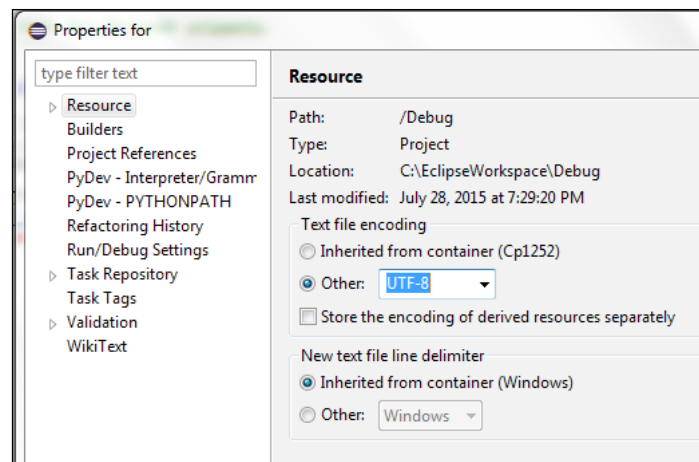 Properties for
type filter text
Resource
Builders
Project References
PyDev - Interpreter/Gramm
PyDev - PYTHONPATH
Refactoring History
Run/Debug Settings
Task Repository
Task Tags
Validation
WikiText
Resource
Path: /Debug
Type: Project
Location: C:\EclipseWorkspace\Debug
Last modified: July 28, 2015 at 7:29:20 PM
Text file encoding
Inherited from container (Cp1252)
Other: UTF-8
Store the encoding of derived resources separately
New text file line delimiter
Inherited from container (Windows)
Other: Windows